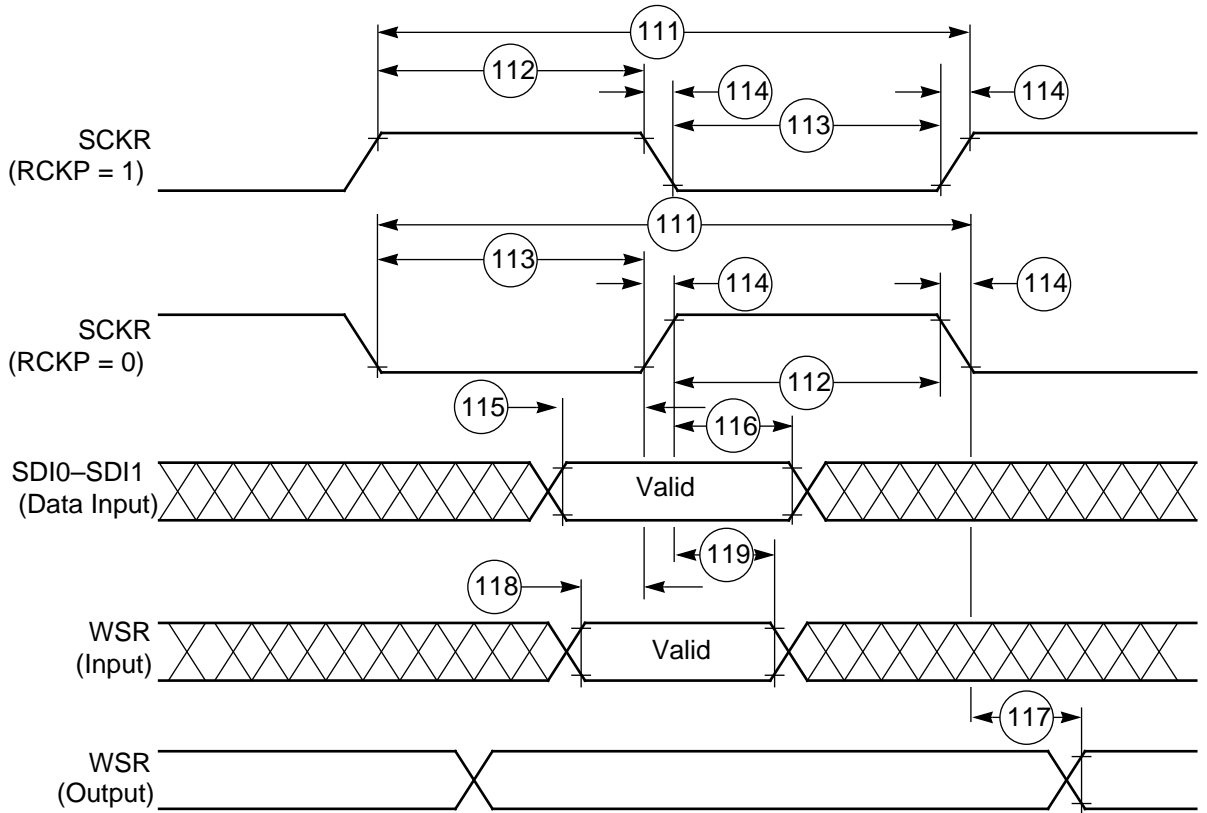 111
112
114
114
113
SCKR
(RCKP = 1)
111
113
114
114
SCKR
(RCKP = 0)
112
115
116
SDI0–SDI1
(Data Input)
Valid
119
118
WSR
(Input)
Valid
117
WSR
(Output)